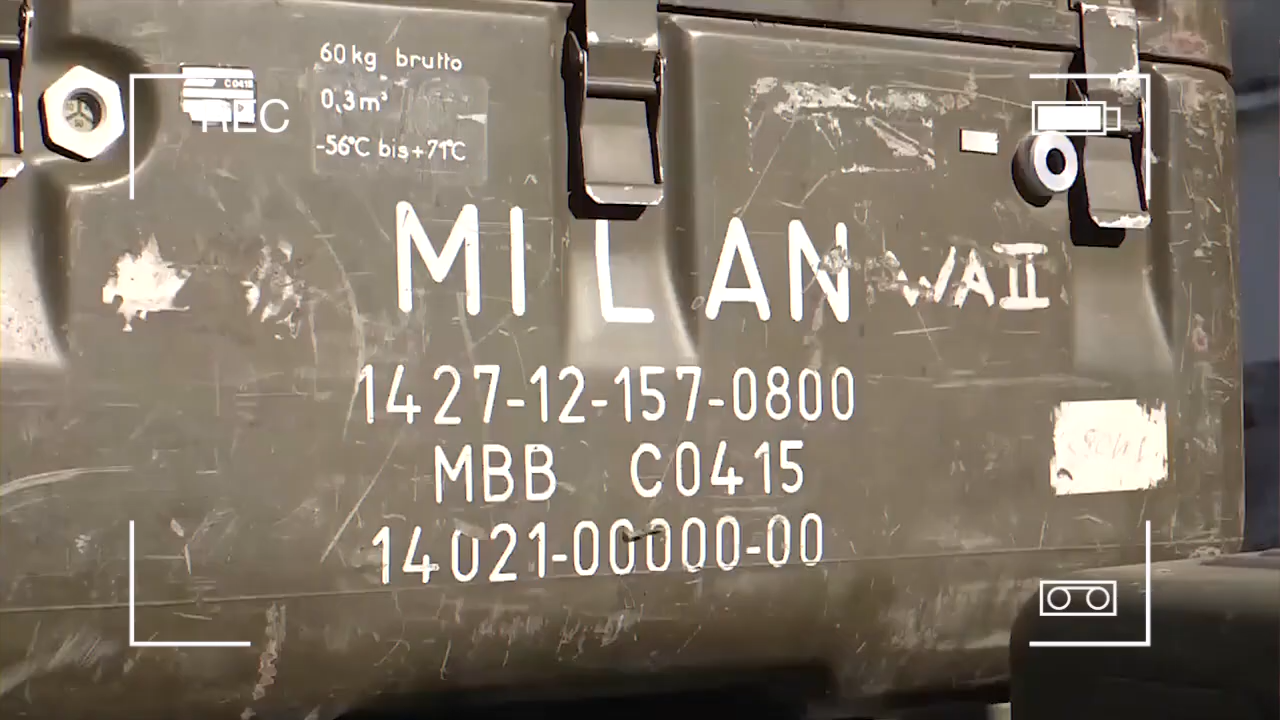 60 kg brutto
0,3 m³
-56°C bis +71°C
REC
C0415
MILAN WA II
1427-12-157-0800
MBB C0415
14021-00000-00